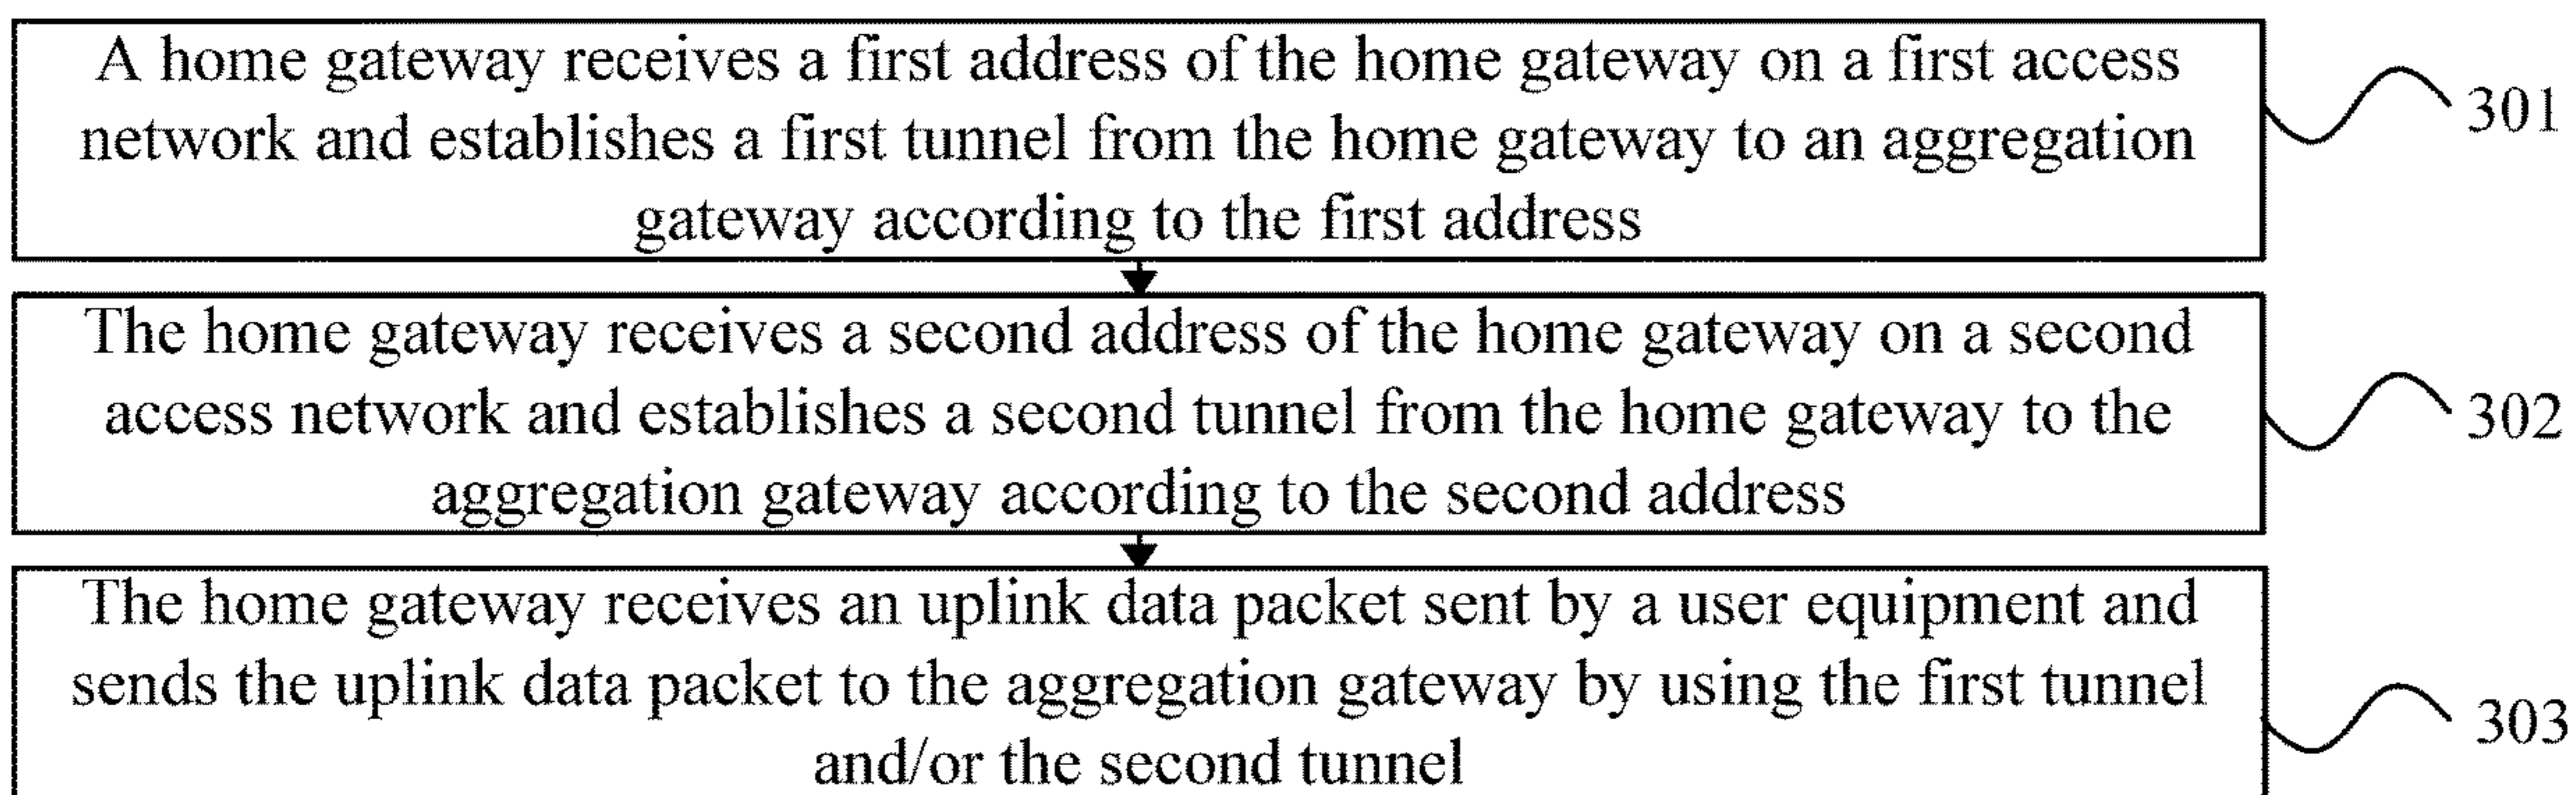 A home gateway receives a first address of the home gateway on a first access
network and establishes a first tunnel from the home gateway to an aggregation
gateway according to the first address
301
The home gateway receives a second address of the home gateway on a second
access network and establishes a second tunnel from the home gateway to the
aggregation gateway according to the second address
302
The home gateway receives an uplink data packet sent by a user equipment and
sends the uplink data packet to the aggregation gateway by using the first tunnel
and/or the second tunnel
303